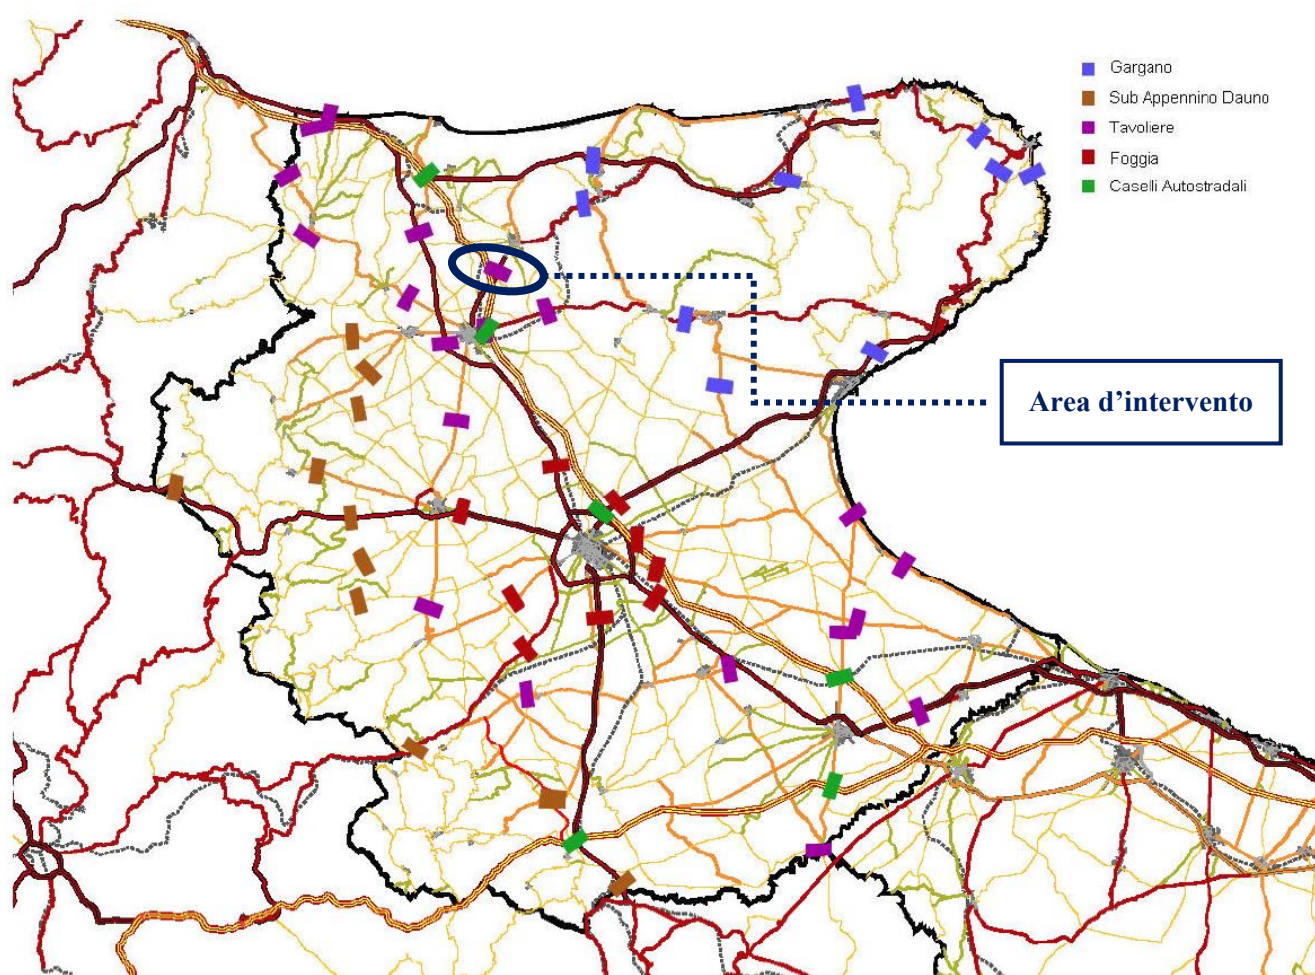 Gargano
Sub Appennino Dauno
Tavoliere
Foggia
Caselli Autostradali
Area d’intervento